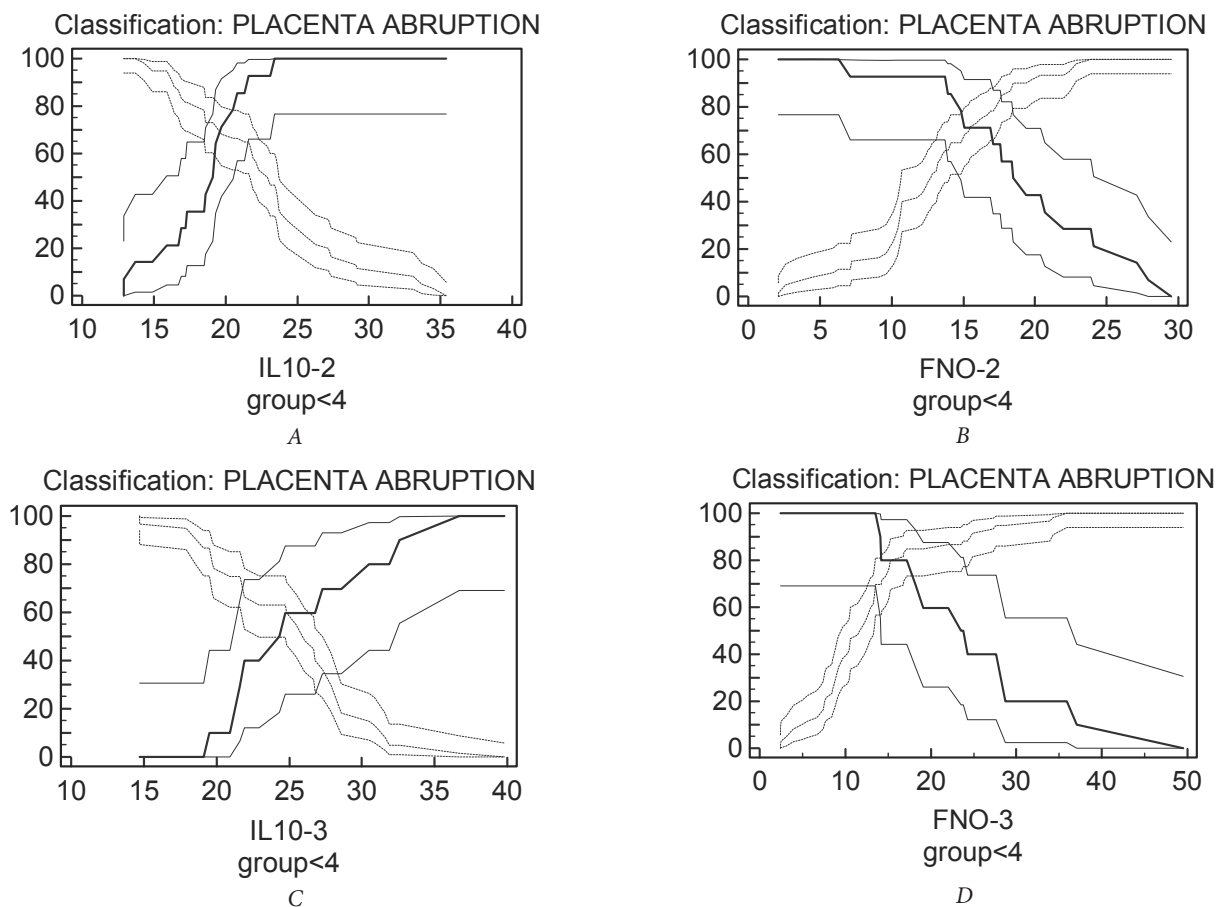 Classification: PLACENTA ABRUPTION
100
80
60
40
20
0
10 15 20 25 30 35 40
IL10-2
group<4
A
Classification: PLACENTA ABRUPTION
100
80
60
40
20
0
0 5 10 15 20 25 30
FNO-2
group<4
B
Classification: PLACENTA ABRUPTION
100
80
60
40
20
0
10 15 20 25 30 35 40
IL10-3
group<4
C
Classification: PLACENTA ABRUPTION
100
80
60
40
20
0
0 10 20 30 40 50
FNO-3
group<4
D